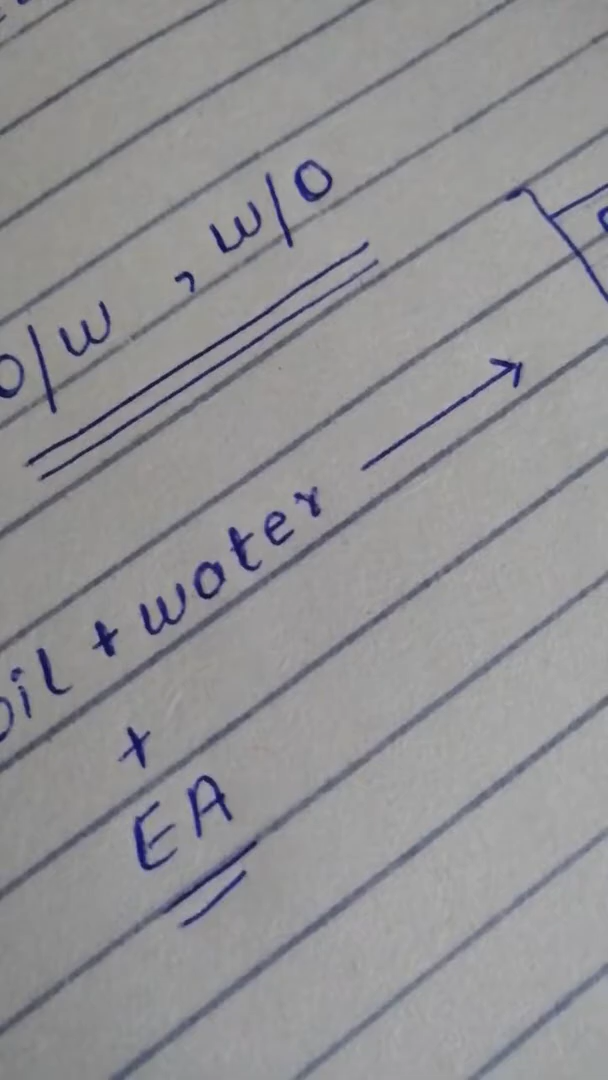 O/W , W/O
oil + water →
+
EA